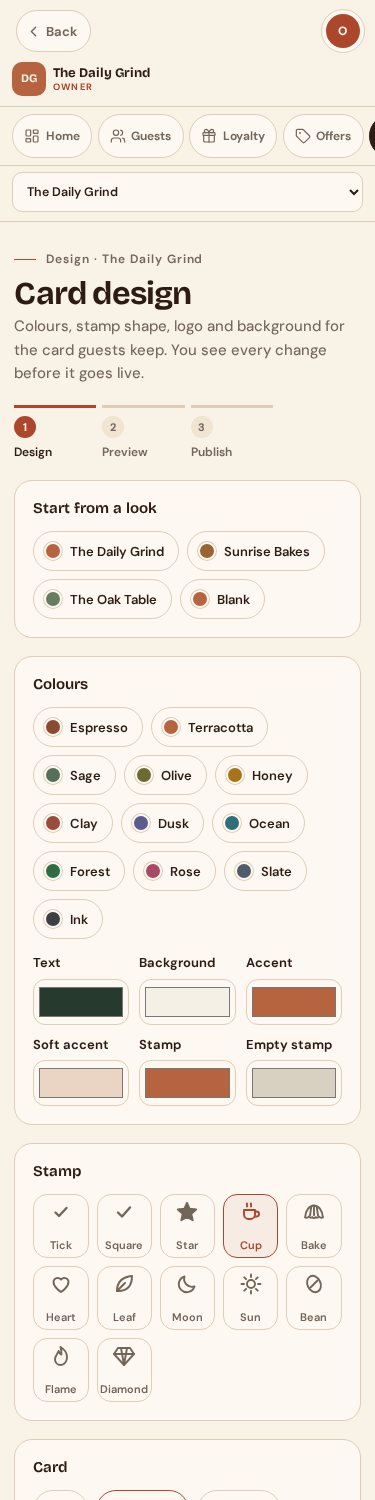 Back
O
DG
The Daily Grind
OWNER
Home
Guests
Loyalty
Offers
The Daily Grind
Design · The Daily Grind
Card design
Colours, stamp shape, logo and background for
the card guests keep. You see every change
before it goes live.
1
2
3
Design
Preview
Publish
Start from a look
The Daily Grind
Sunrise Bakes
The Oak Table
Blank
Colours
Espresso
Terracotta
Sage
Olive
Honey
Clay
Dusk
Ocean
Forest
Rose
Slate
Ink
Text
Background
Accent
Soft accent
Stamp
Empty stamp
Stamp
Tick
Square
Star
Cup
Bake
Heart
Leaf
Moon
Sun
Bean
Flame
Diamond
Card